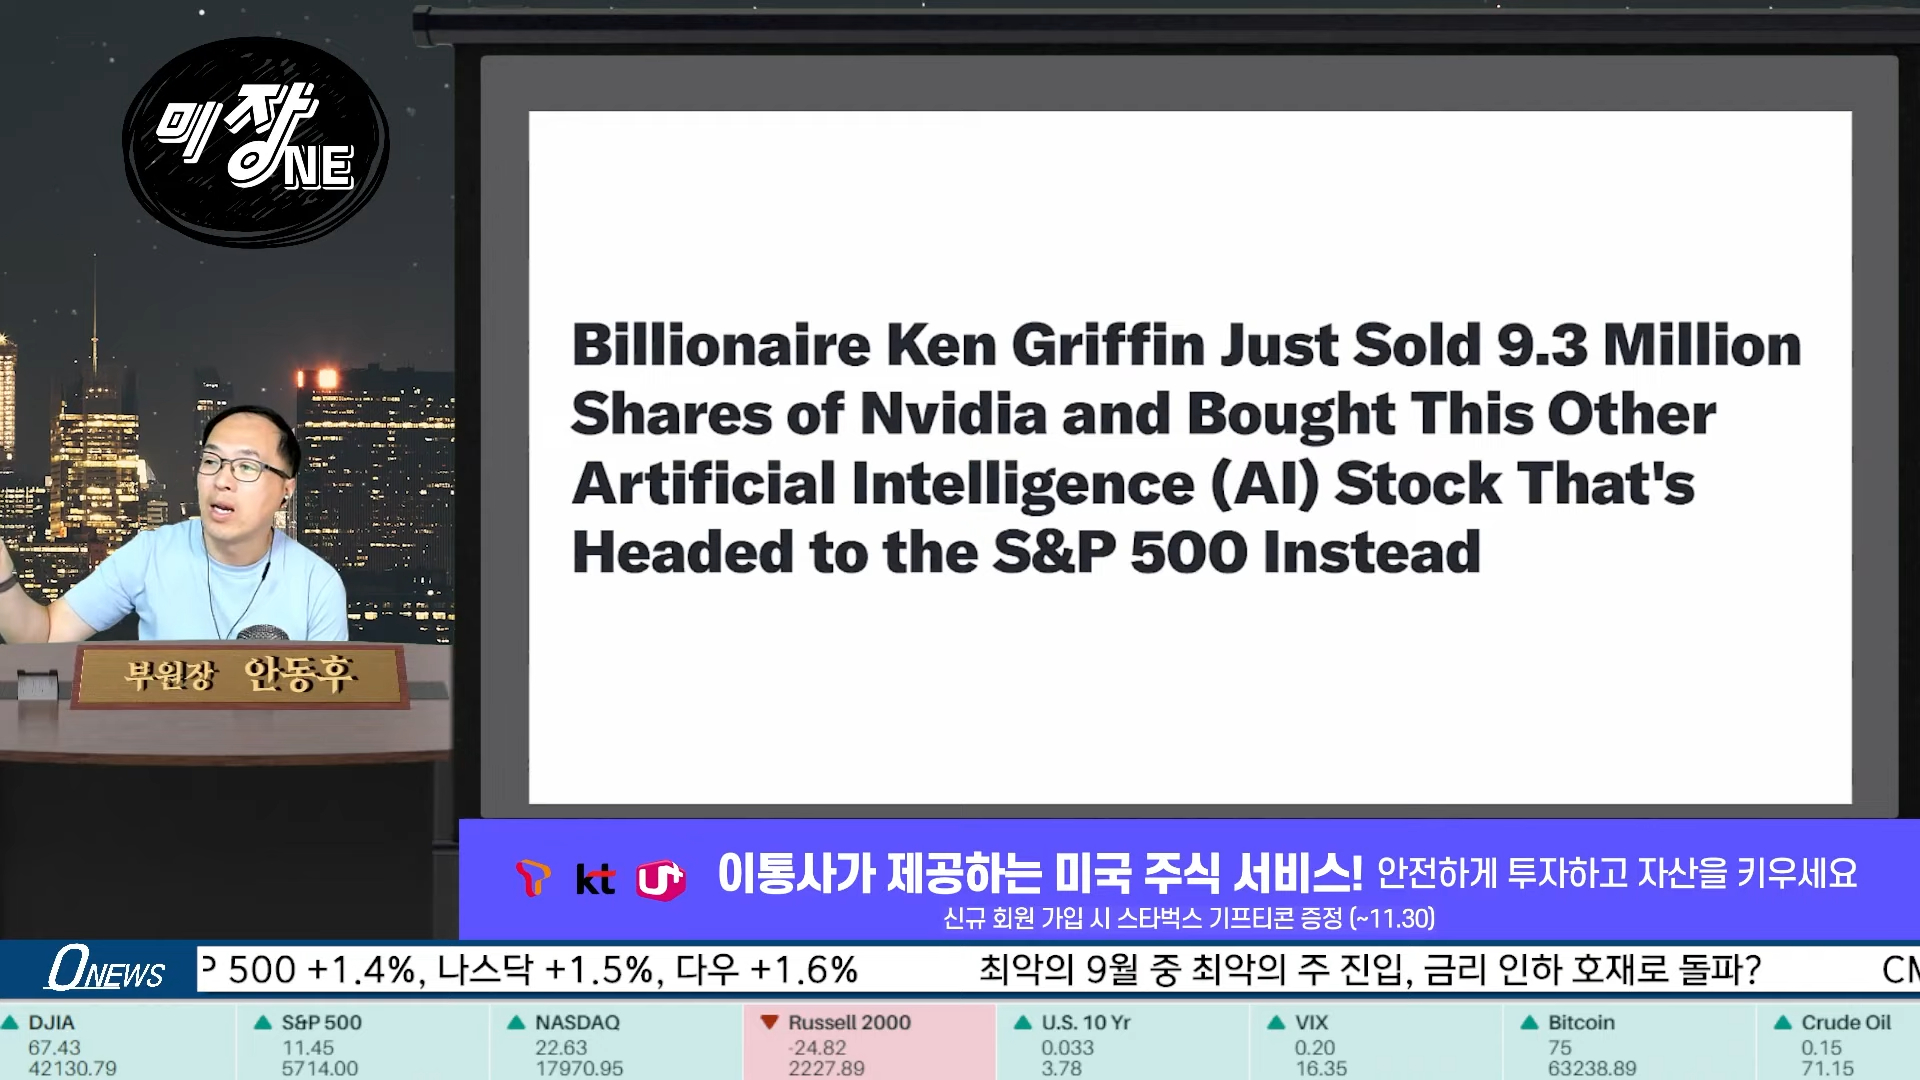 미장
ONE
Billionaire Ken Griffin Just Sold 9.3 Million
Shares of Nvidia and Bought This Other
Artificial Intelligence (AI) Stock That's
Headed to the S&P 500 Instead
부원장 안동후
kt U+ 이통사가 제공하는 미국 주식 서비스! 안전하게 투자하고 자산을 키우세요
신규 회원 가입 시 스타벅스 기프티콘 증정 (~11.30)
ONEWS P 500 +1.4%, 나스닥 +1.5%, 다우 +1.6% 최악의 9월 중 최악의 주 진입, 금리 인하 호재로 돌파? CM
DJIA S&P 500 NASDAQ Russell 2000 U.S. 10 Yr VIX Bitcoin Crude Oil
67.43 11.45 22.63 -24.82 0.033 0.20 75 0.15
42130.79 5714.00 17970.95 2227.89 3.78 16.35 63238.89 71.15